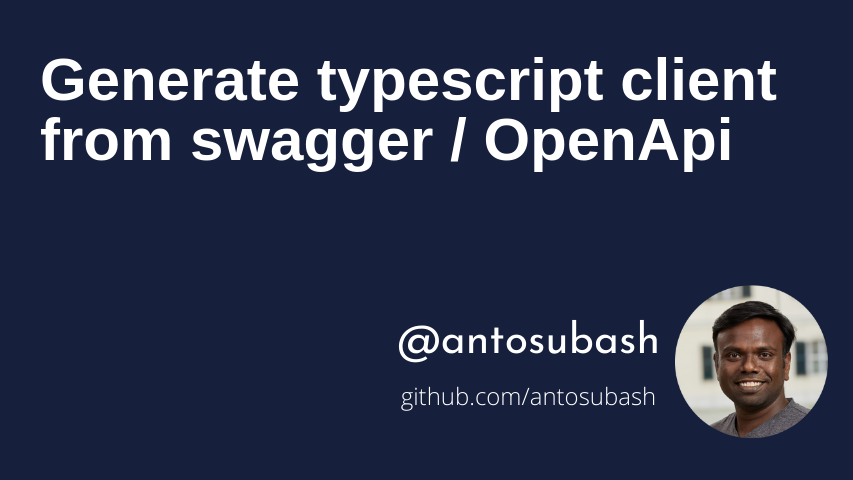 Generate typescript client
from swagger / OpenApi
@antosubash
github.com/antosubash